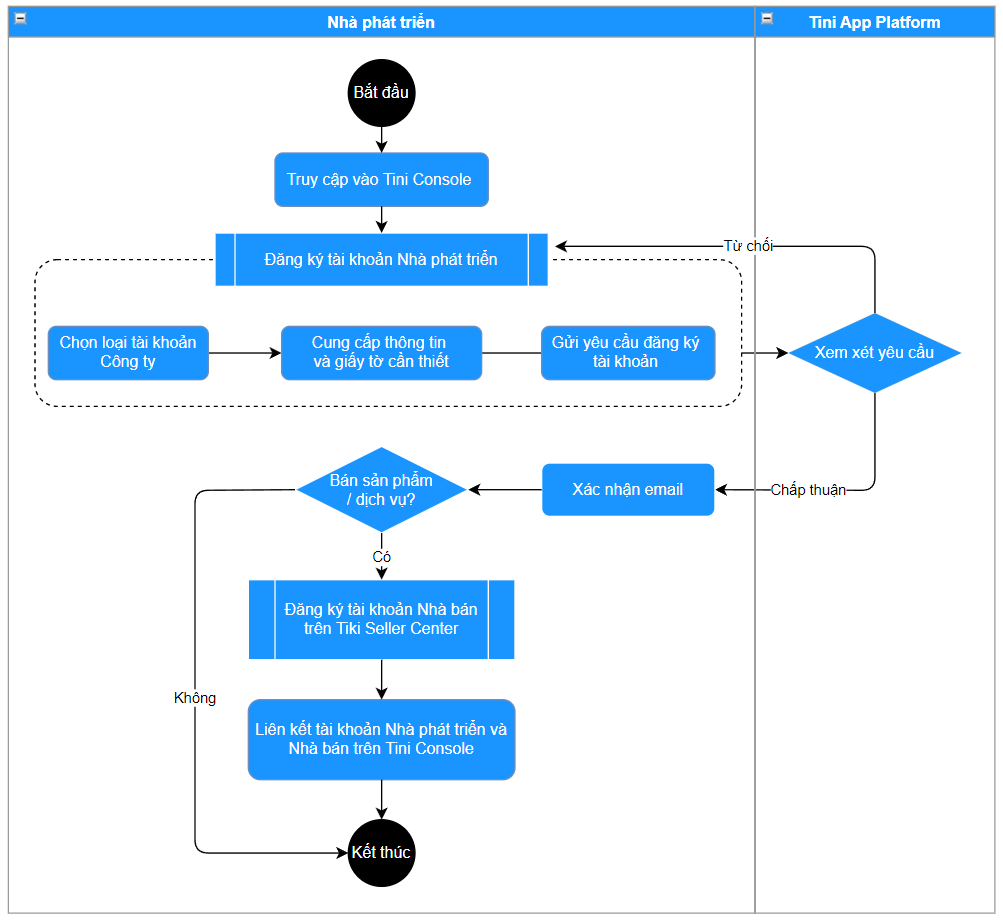 Nhà phát triển
Tini App Platform
Bắt đầu
Truy cập vào Tini Console
Đăng ký tài khoản Nhà phát triển
Từ chối
Chọn loại tài khoản
Công ty
Cung cấp thông tin
và giấy tờ cần thiết
Gửi yêu cầu đăng ký
tài khoản
Xem xét yêu cầu
Chấp thuận
Xác nhận email
Bán sản phẩm
/ dịch vụ?
Có
Đăng ký tài khoản Nhà bán
trên Tiki Seller Center
Không
Liên kết tài khoản Nhà phát triển và
Nhà bán trên Tini Console
Kết thúc